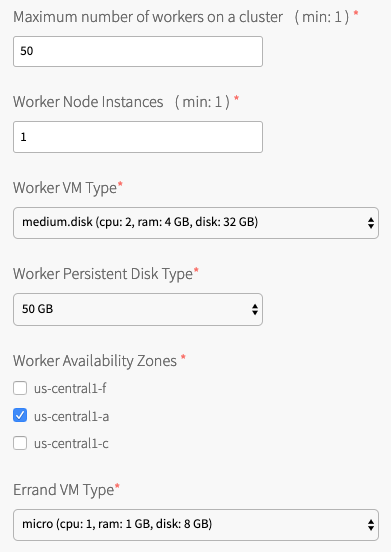 Maximum number of workers on a cluster ( min: 1 ) *
50
Worker Node Instances ( min: 1 ) *
1
Worker VM Type*
medium.disk (cpu: 2, ram: 4 GB, disk: 32 GB)
Worker Persistent Disk Type*
50 GB
Worker Availability Zones *
us-central1-f
us-central1-a
us-central1-c
Errand VM Type*
micro (cpu: 1, ram: 1 GB, disk: 8 GB)